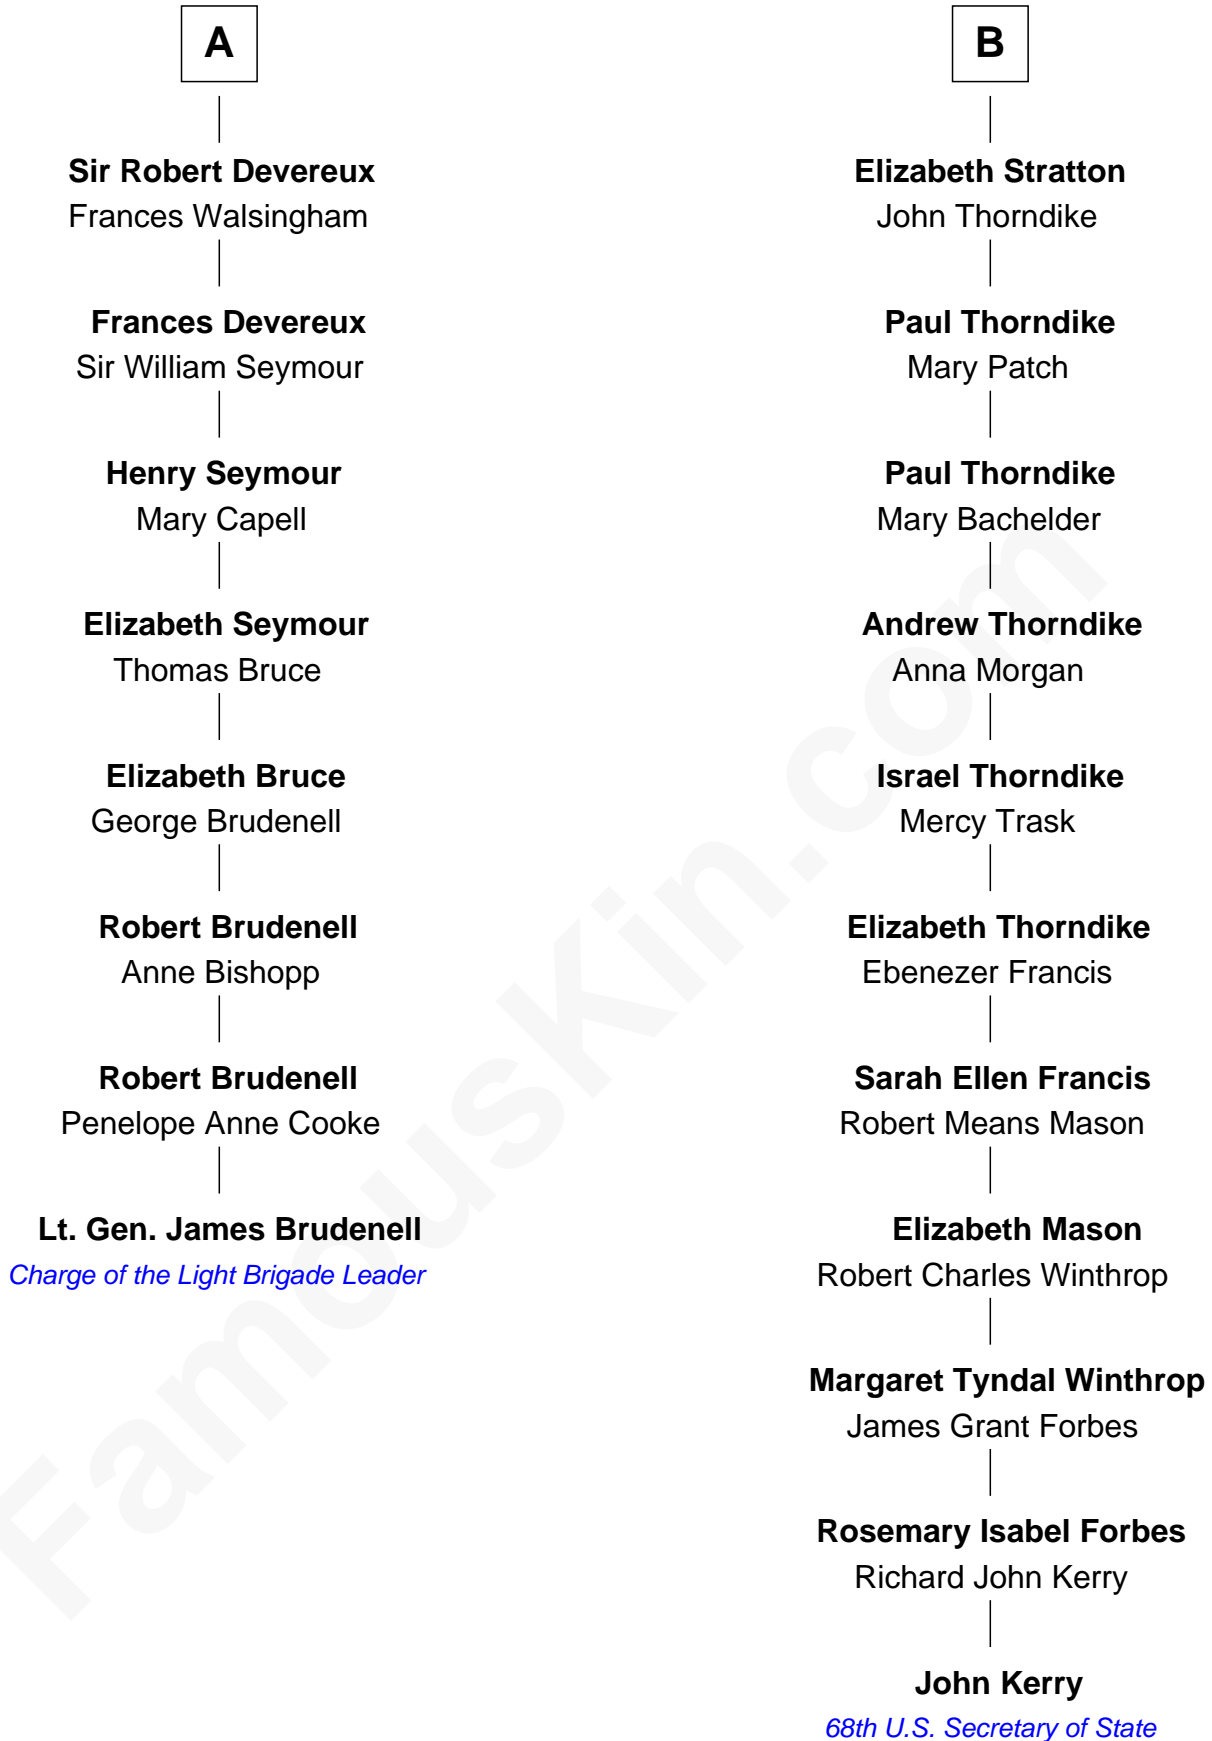 A
Sir Robert Devereux
Frances Walsingham
Frances Devereux
Sir William Seymour
Henry Seymour
Mary Capell
Elizabeth Seymour
Thomas Bruce
Elizabeth Bruce
George Brudenell
Robert Brudenell
Anne Bishopp
Robert Brudenell
Penelope Anne Cooke
Lt. Gen. James Brudenell
Charge of the Light Brigade Leader
B
Elizabeth Stratton
John Thorndike
Paul Thorndike
Mary Patch
Paul Thorndike
Mary Bachelder
Andrew Thorndike
Anna Morgan
Israel Thorndike
Mercy Trask
Elizabeth Thorndike
Ebenezer Francis
Sarah Ellen Francis
Robert Means Mason
Elizabeth Mason
Robert Charles Winthrop
Margaret Tyndal Winthrop
James Grant Forbes
Rosemary Isabel Forbes
Richard John Kerry
John Kerry
68th U.S. Secretary of State
FamousKin.com